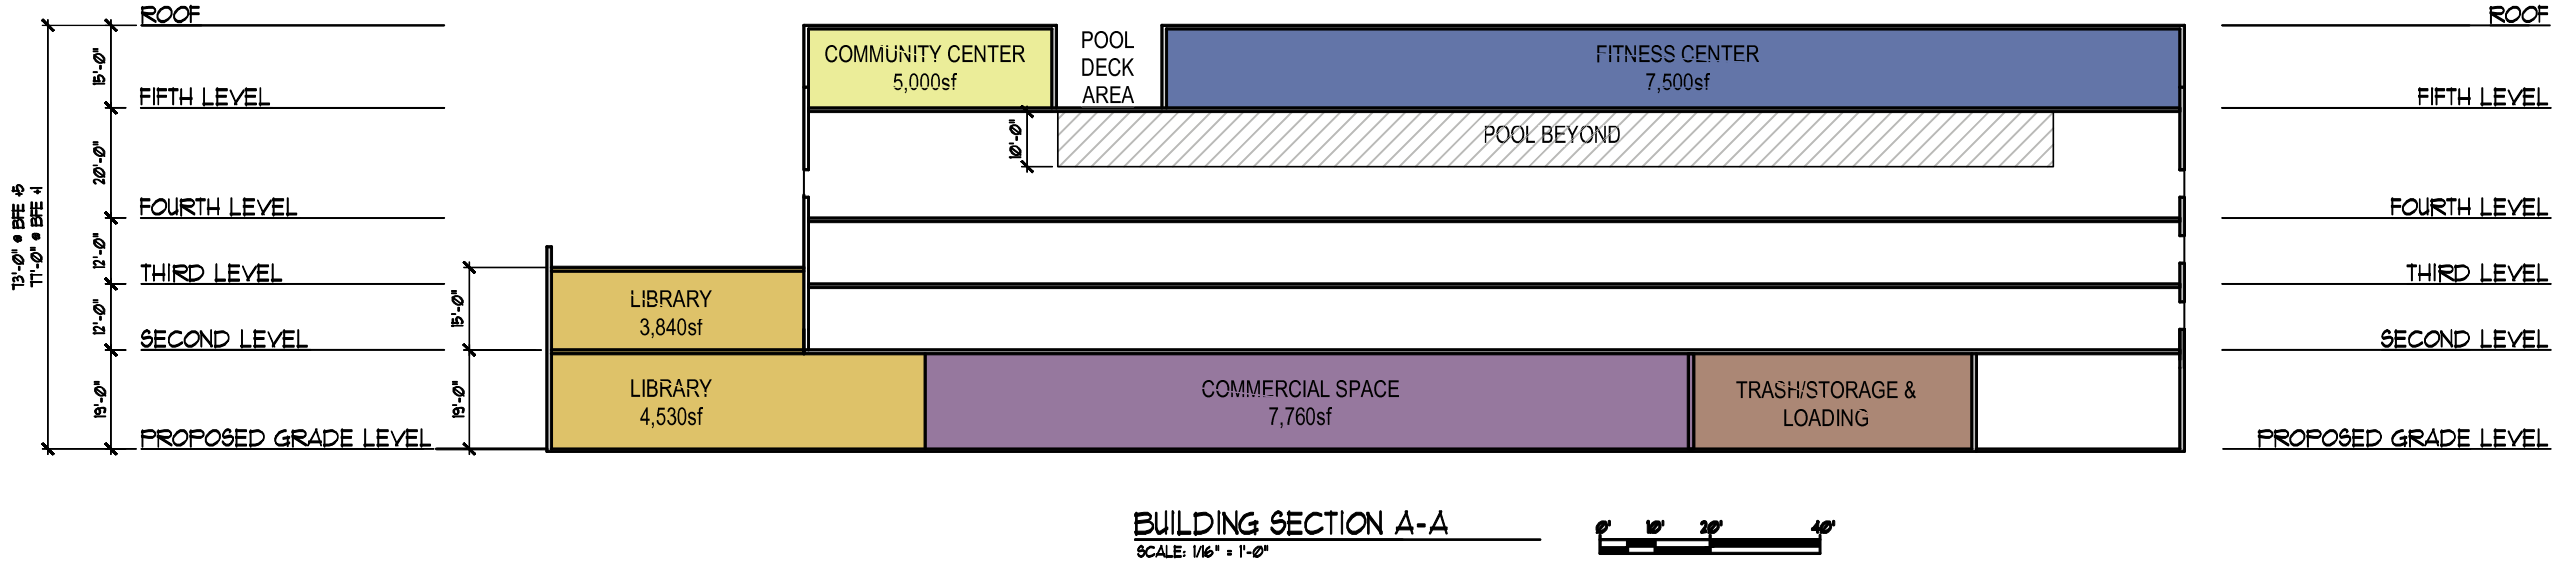 ROOF
15'-0"
FIFTH LEVEL
20'-0"
FOURTH LEVEL
12'-0"
THIRD LEVEL
12'-0"
SECOND LEVEL
19'-0"
PROPOSED GRADE LEVEL
73'-0" @ BFE +5
77'-0" @ BFE +1
15'-0"
19'-0"
COMMUNITY CENTER
5,000sf
POOL
DECK
AREA
FITNESS CENTER
7,500sf
10'-0"
POOL BEYOND
LIBRARY
3,840sf
LIBRARY
4,530sf
COMMERCIAL SPACE
7,760sf
TRASH/STORAGE &
LOADING
ROOF
FIFTH LEVEL
FOURTH LEVEL
THIRD LEVEL
SECOND LEVEL
PROPOSED GRADE LEVEL
BUILDING SECTION A-A
SCALE: 1/16" = 1'-0"
0' 10' 20' 40'